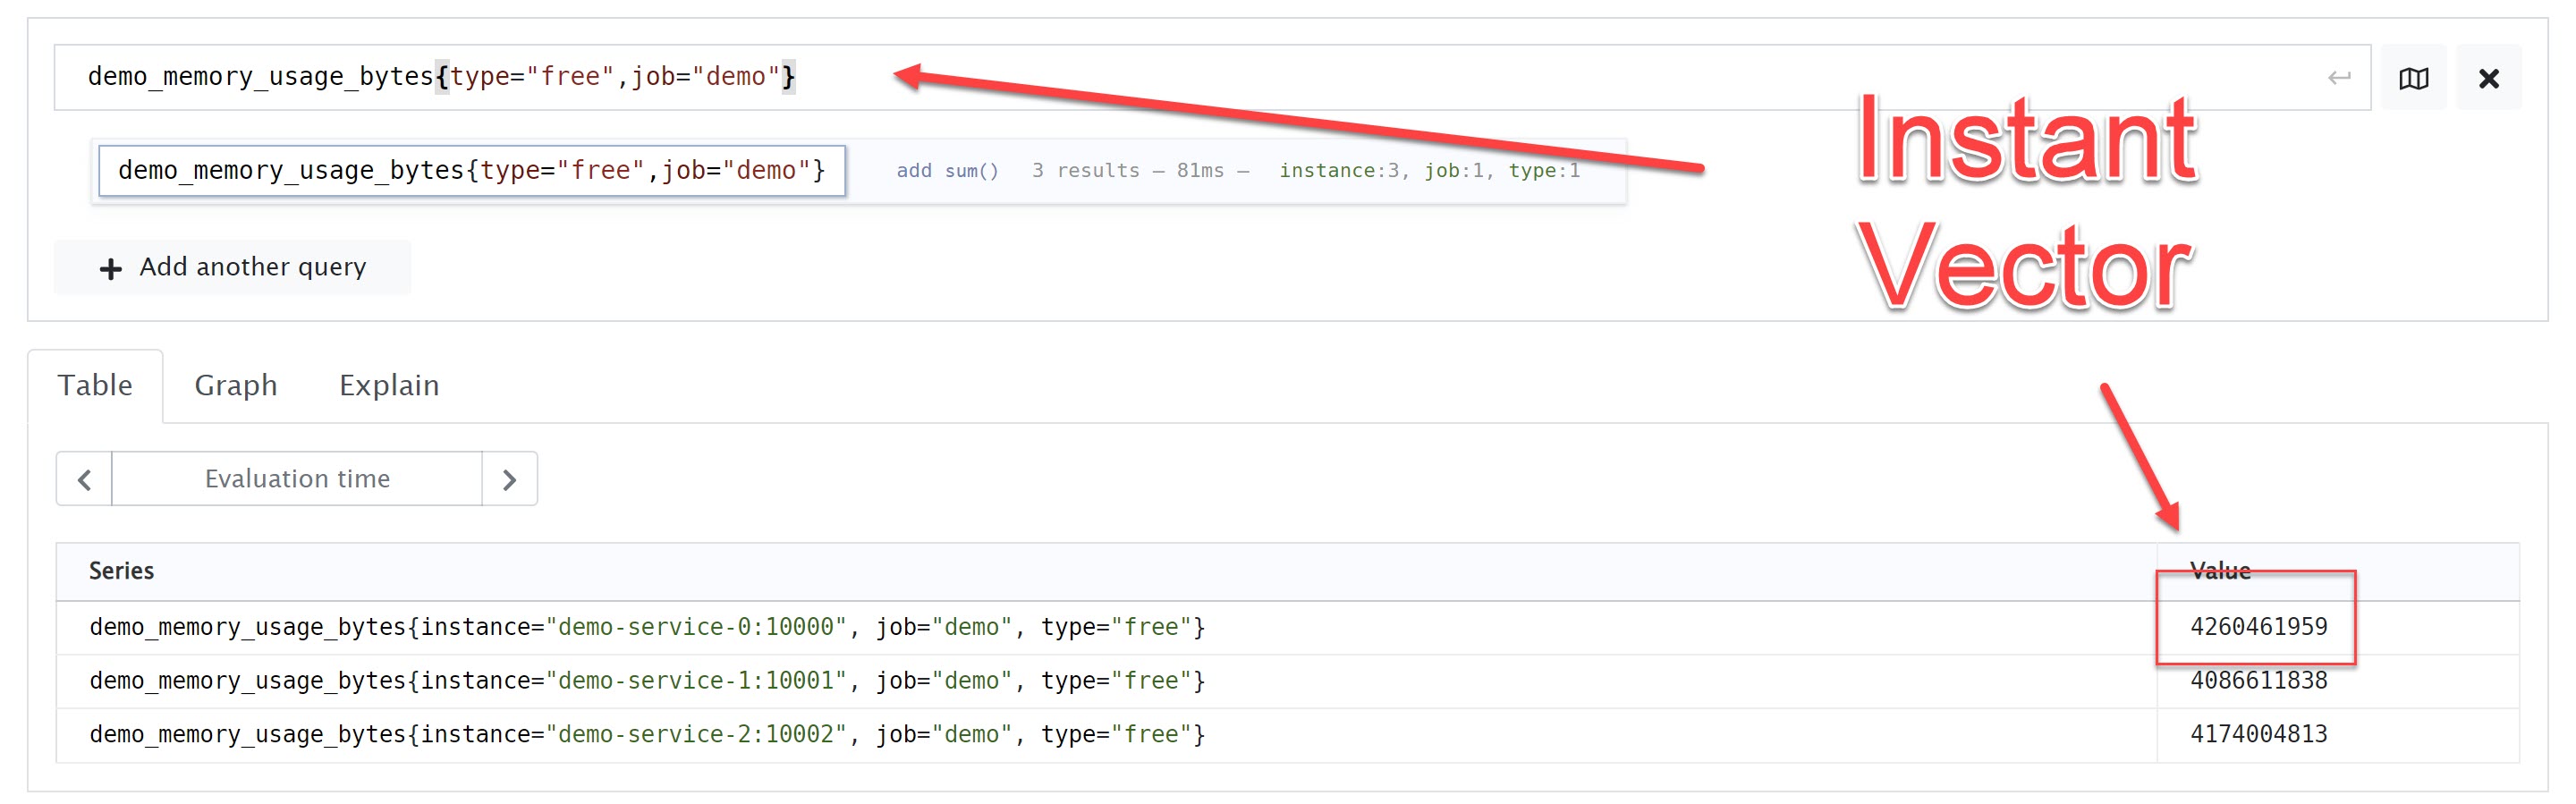 demo_memory_usage_bytes{type="free",job="demo"}
demo_memory_usage_bytes{type="free",job="demo"} add sum() 3 results – 81ms – instance:3, job:1, type:1
Instant
Vector
Add another query
Table Graph Explain
Evaluation time
Series Value
demo_memory_usage_bytes{instance="demo-service-0:10000", job="demo", type="free"} 4260461959
demo_memory_usage_bytes{instance="demo-service-1:10001", job="demo", type="free"} 4086611838
demo_memory_usage_bytes{instance="demo-service-2:10002", job="demo", type="free"} 4174004813